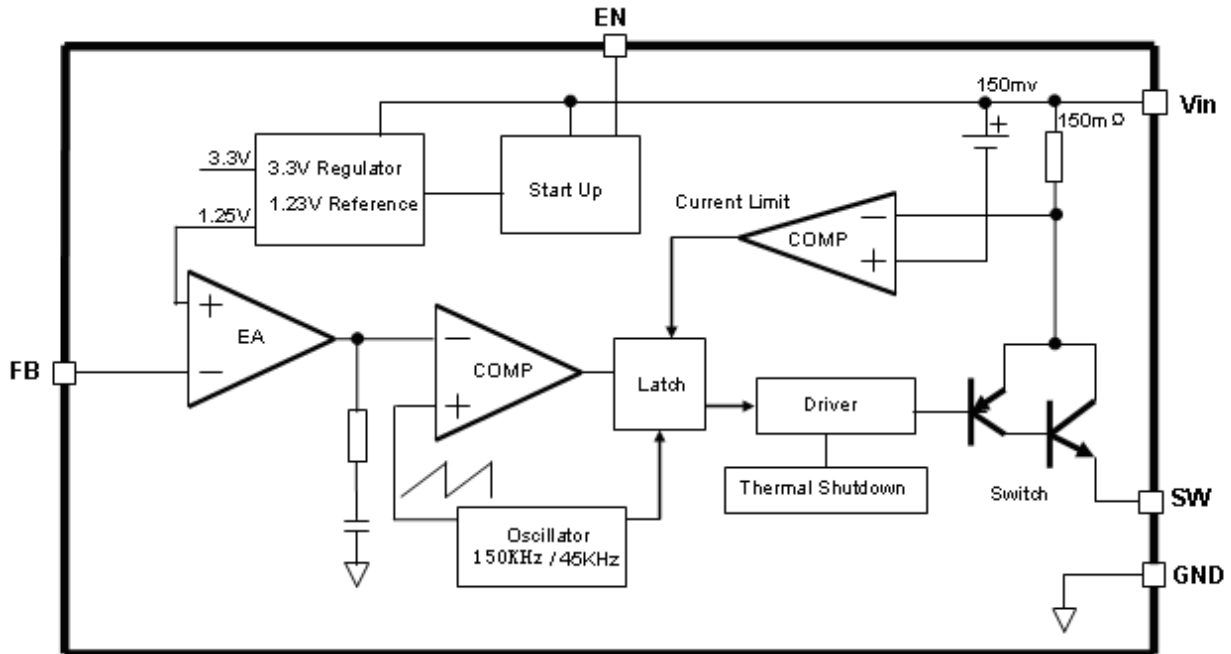 EN
150mv
Vin
150mΩ
3.3V
3.3V Regulator
1.23V Reference
Start Up
1.25V
Current Limit
COMP
−
+
+
EA
−
FB
−
COMP
+
Latch
Driver
Thermal Shutdown
Switch
SW
Oscillator
150KHz / 45KHz
GND
+